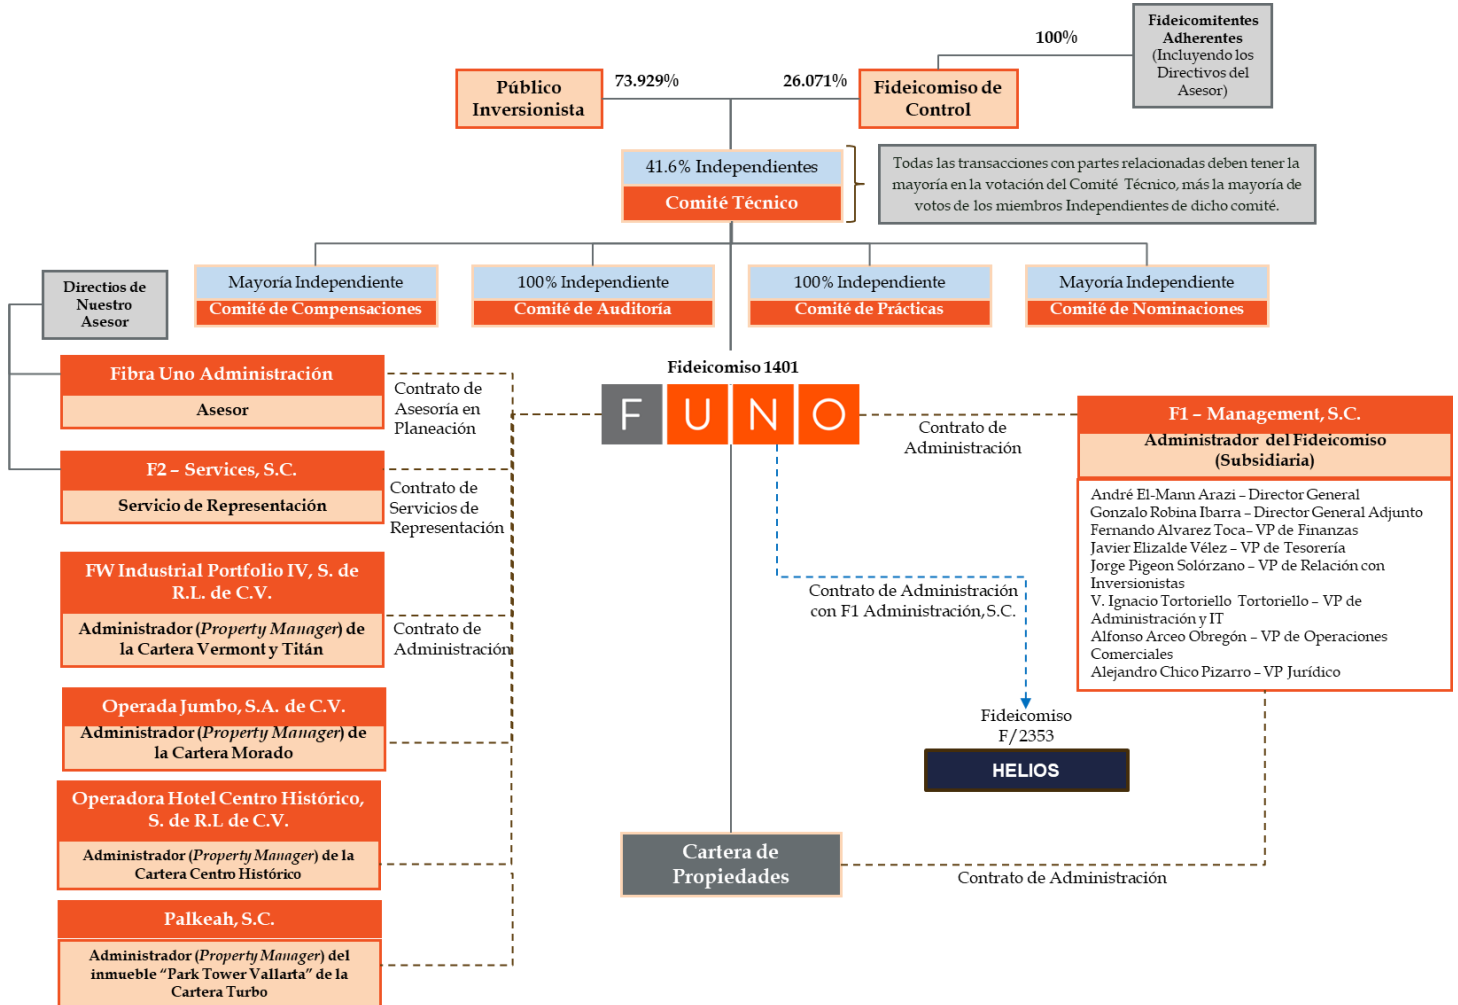 Fideicomitentes
Adherentes
(Incluyendo los
Directivos del
Asesor)
100%
Público
Inversionista
73.929%
26.071%
Fideicomiso de
Control
41.6% Independientes
Comité Técnico
Todas las transacciones con partes relacionadas deben tener la
mayoría en la votación del Comité Técnico, más la mayoría de
votos de los miembros Independientes de dicho comité.
Mayoría Independiente
Comité de Compensaciones
100% Independiente
Comité de Auditoría
100% Independiente
Comité de Prácticas
Mayoría Independiente
Comité de Nominaciones
Directios de
Nuestro
Asesor
Fibra Uno Administración
Asesor
Contrato de
Asesoría en
Planeación
F2 – Services, S.C.
Servicio de Representación
Contrato de
Servicios de
Representación
FW Industrial Portfolio IV, S. de
R.L. de C.V.
Administrador (Property Manager) de
la Cartera Vermont y Titán
Contrato de
Administración
Operada Jumbo, S.A. de C.V.
Administrador (Property Manager) de
la Cartera Morado
Operadora Hotel Centro Histórico,
S. de R.L de C.V.
Administrador (Property Manager) de la
Cartera Centro Histórico
Palkeah, S.C.
Administrador (Property Manager) del
inmueble “Park Tower Vallarta” de la
Cartera Turbo
Fideicomiso 1401
FUNO
Contrato de
Administración
F1 – Management, S.C.
Administrador del Fideicomiso
(Subsidiaria)
André El-Mann Arazi – Director General
Gonzalo Robina Ibarra – Director General Adjunto
Fernando Alvarez Toca– VP de Finanzas
Javier Elizalde Vélez – VP de Tesorería
Jorge Pigeon Solórzano – VP de Relación con
Inversionistas
V. Ignacio Tortoriello Tortoriello – VP de
Administración y IT
Alfonso Arceo Obregón – VP de Operaciones
Comerciales
Alejandro Chico Pizarro – VP Jurídico
Contrato de Administración
con F1 Administración, S.C.
Fideicomiso
F/2353
HELIOS
Cartera de
Propiedades
Contrato de Administración